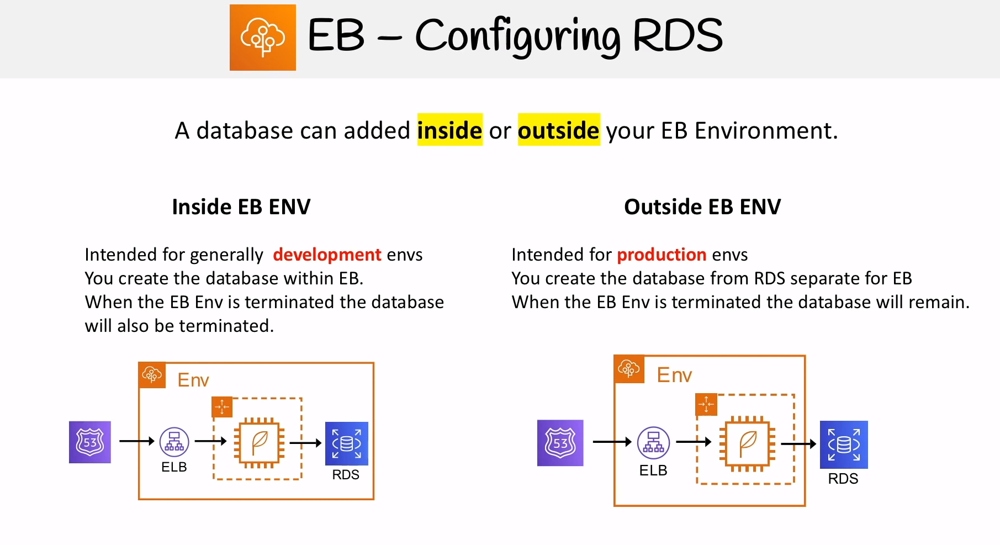 EB – Configuring RDS
A database can added inside or outside your EB Environment.
Inside EB ENV
Intended for generally development envs
You create the database within EB.
When the EB Env is terminated the database
will also be terminated.
Outside EB ENV
Intended for production envs
You create the database from RDS separate for EB
When the EB Env is terminated the database will remain.
Env
53
ELB
RDS
Env
53
ELB
RDS